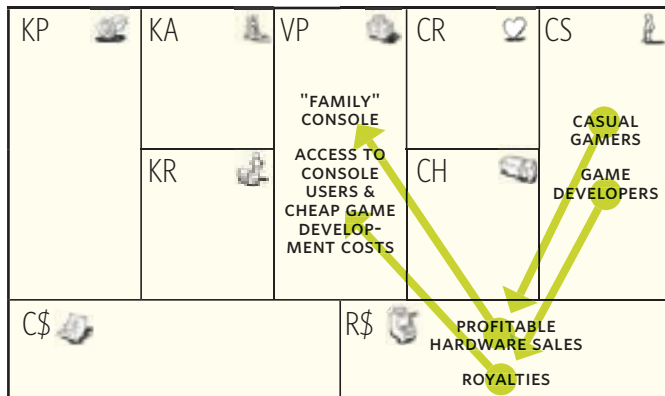 KP
KA
VP
CR
CS
"FAMILY"
CONSOLE
ACCESS TO
CONSOLE
USERS &
CHEAP GAME
DEVELOP-
MENT COSTS
CASUAL
GAMERS
GAME
DEVELOPERS
KR
CH
C$
R$
PROFITABLE
HARDWARE SALES
ROYALTIES